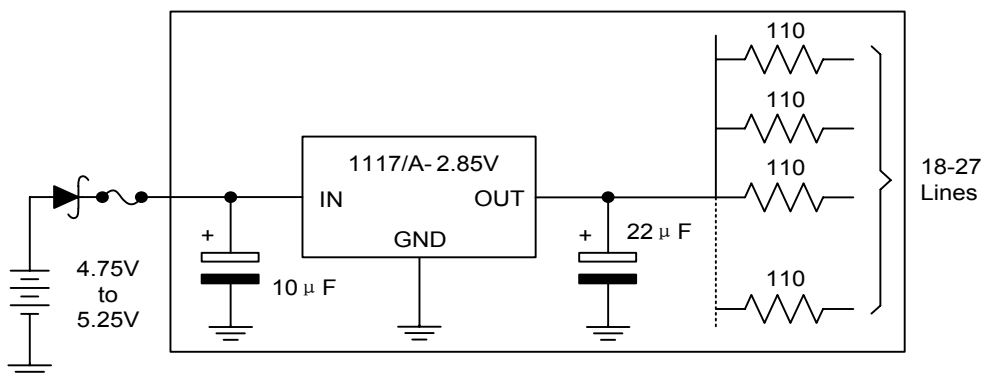 110
110
1117/A- 2.85V
110
18-27
Lines
IN
OUT
+
+
22 μ F
GND
4.75V
to
5.25V
10 μ F
110